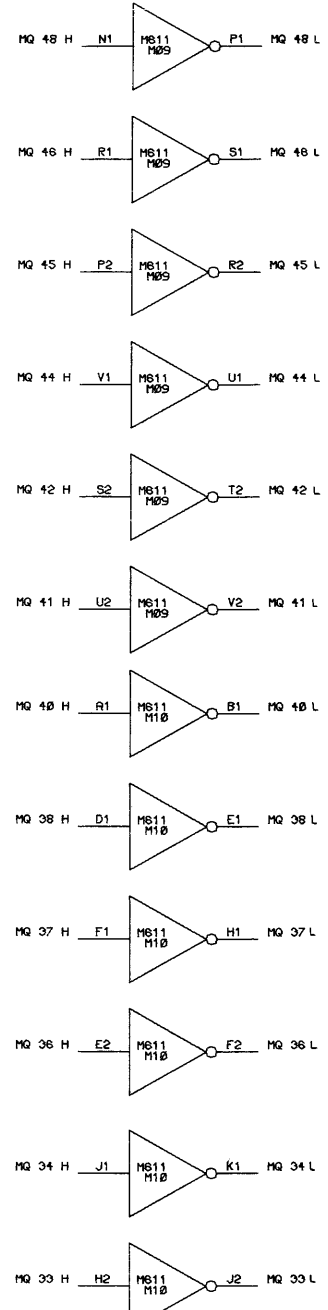 MQ 48 H N1 M611 M09 P1 MQ 48 L
MQ 46 H R1 M611 M09 S1 MQ 46 L
MQ 45 H P2 M611 M09 R2 MQ 45 L
MQ 44 H V1 M611 M09 U1 MQ 44 L
MQ 42 H S2 M611 M09 T2 MQ 42 L
MQ 41 H U2 M611 M09 V2 MQ 41 L
MQ 40 H A1 M611 M10 B1 MQ 40 L
MQ 38 H D1 M611 M10 E1 MQ 38 L
MQ 37 H F1 M611 M10 H1 MQ 37 L
MQ 36 H E2 M611 M10 F2 MQ 36 L
MQ 34 H J1 M611 M10 K1 MQ 34 L
MQ 33 H H2 M611 M10 J2 MQ 33 L